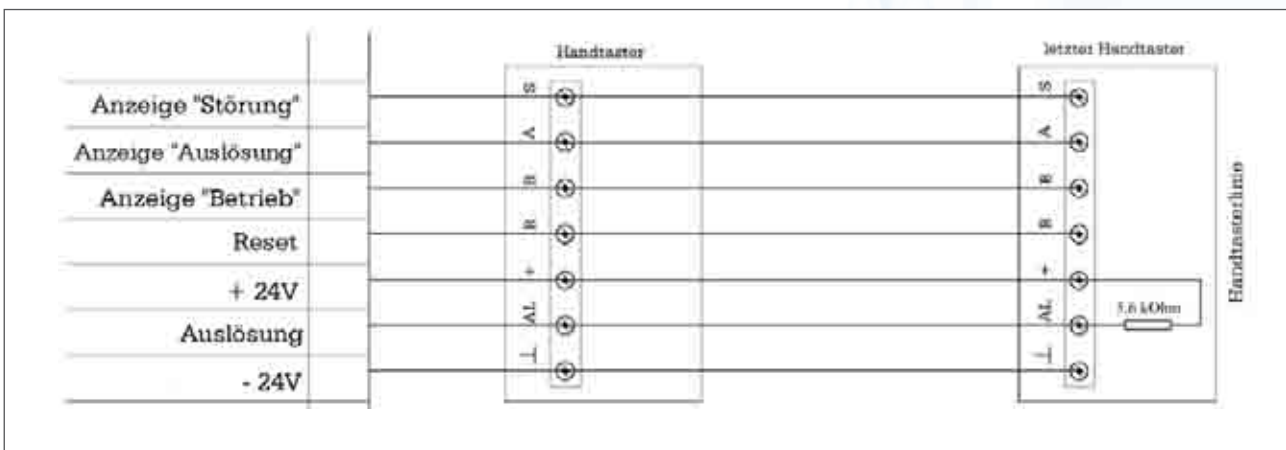 Handtaster
letzter Handtaster
Anzeige "Störung"
Anzeige "Auslösung"
Anzeige "Betrieb"
Reset
+ 24V
Auslösung
- 24V
S
A
B
R
+
AL
⊥
S
A
B
R
+
AL
⊥
5.6 kOhm
Handtasterlinie